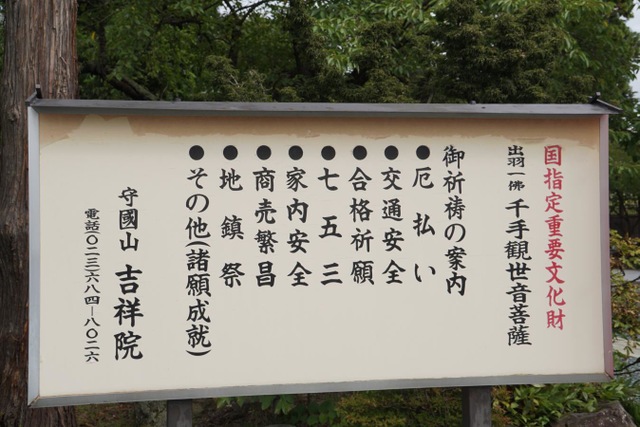 国指定重要文化財
出羽一佛 千手觀世音菩薩
御祈祷の案内
●厄払い
●交通安全
●合格祈願
●七五三
●家内安全
●商売繁昌
●地鎮祭
●その他(諸願成就)
守國山 吉祥院
電話〇二三六八四―八〇二六